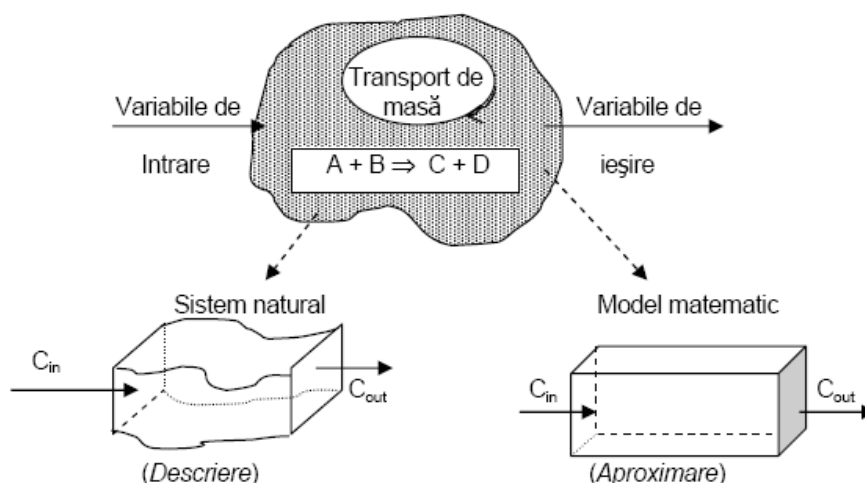 Transport de
masă
Variabile de
Intrare
Variabile de
ieşire
A + B ⇒ C + D
Sistem natural
Model matematic
C_in
C_out
C_in
C_out
(Descriere)
(Aproximare)